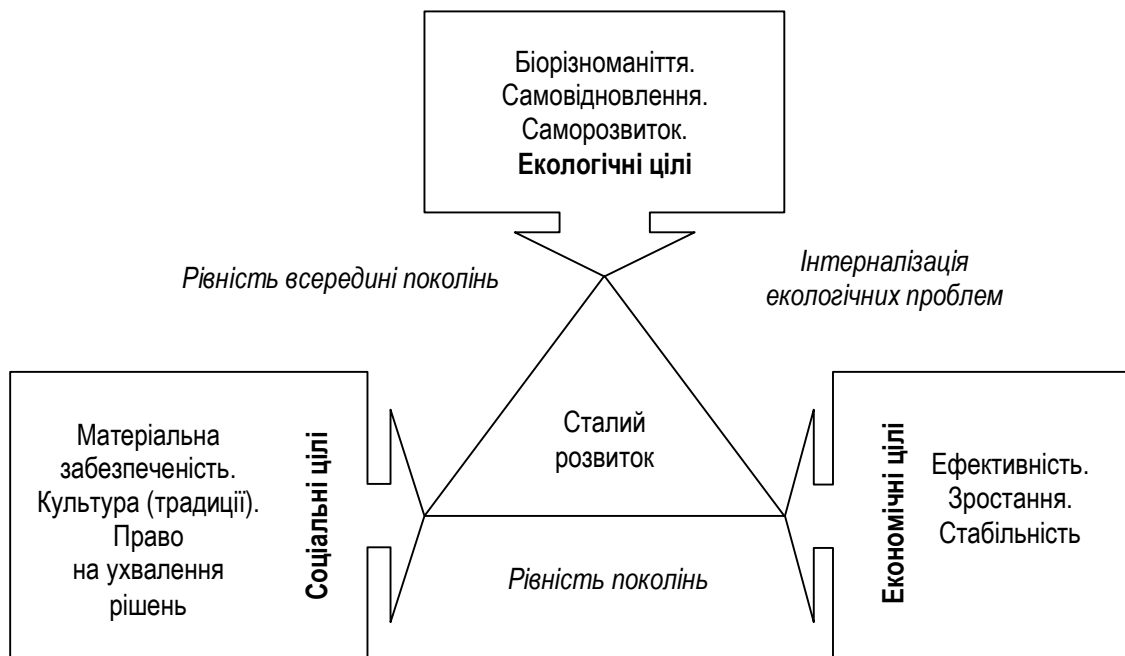 Біорізноманіття.
Самовідновлення.
Саморозвиток.
Екологічні цілі
Рівність всередині поколінь
Інтерналізація
екологічних проблем
Матеріальна
забезпеченість.
Культура (традиції).
Право
на ухвалення
рішень
Соціальні цілі
Сталий
розвиток
Рівність поколінь
Економічні цілі
Ефективність.
Зростання.
Стабільність